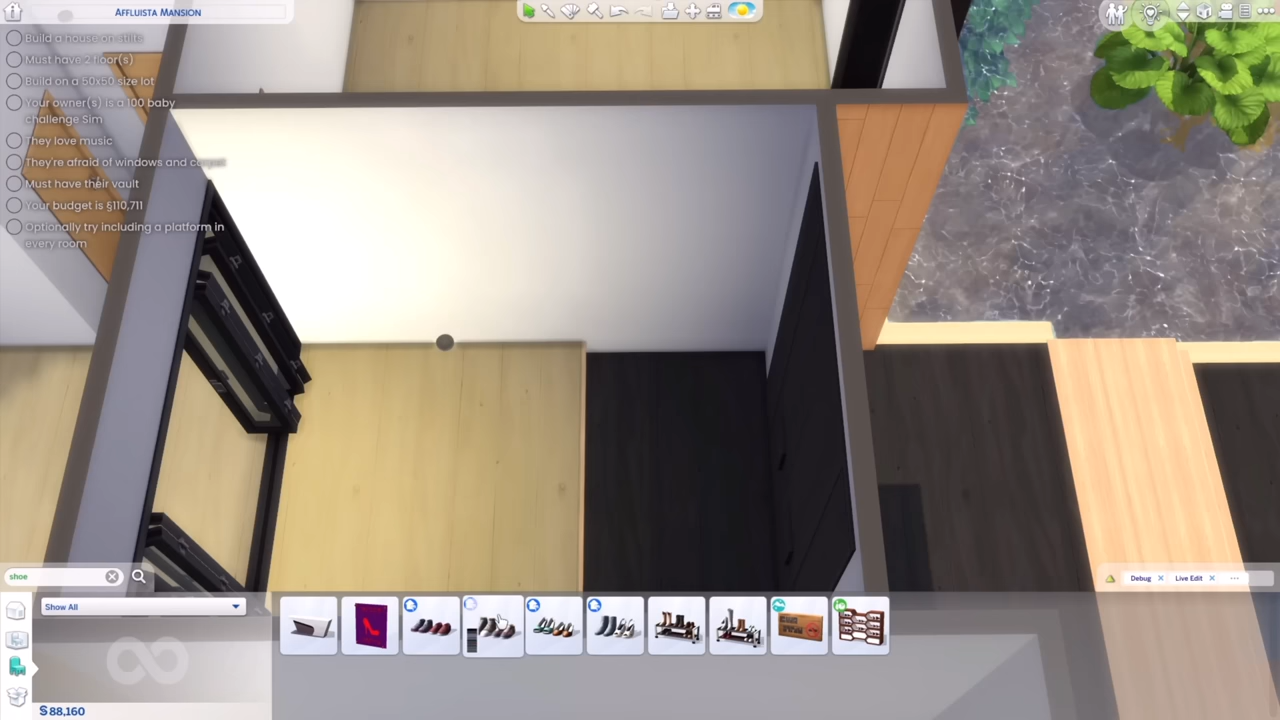 Affluista Mansion
Build a house on stilts
Must have 2 floor(s)
Build on a 50x50 size lot
Your owner(s) is a 100 baby
challenge Sim
They love music
They're afraid of windows and carpet
Must have their vault
Your budget is §110,711
Optionally try including a platform in
every room
shoe
Show All
Debug
Live Edit
§88,160